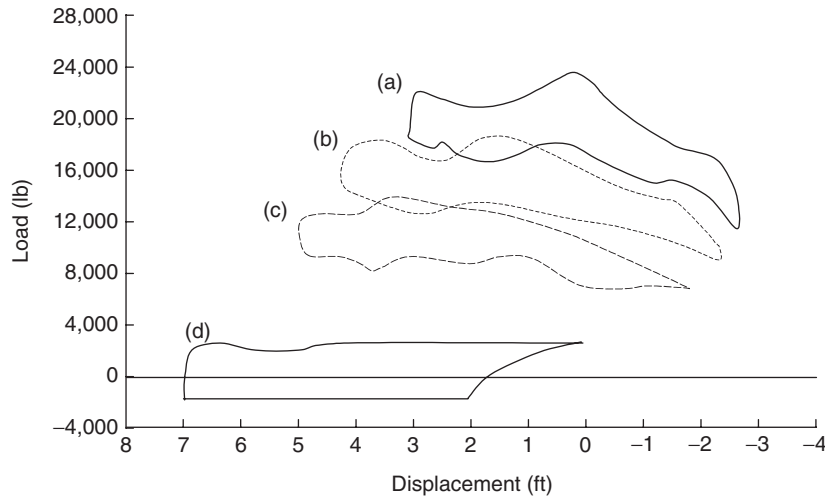 28,000
24,000
20,000
16,000
12,000
8,000
4,000
0
–4,000
Load (lb)
(a)
(b)
(c)
(d)
8 7 6 5 4 3 2 1 0 –1 –2 –3 –4
Displacement (ft)